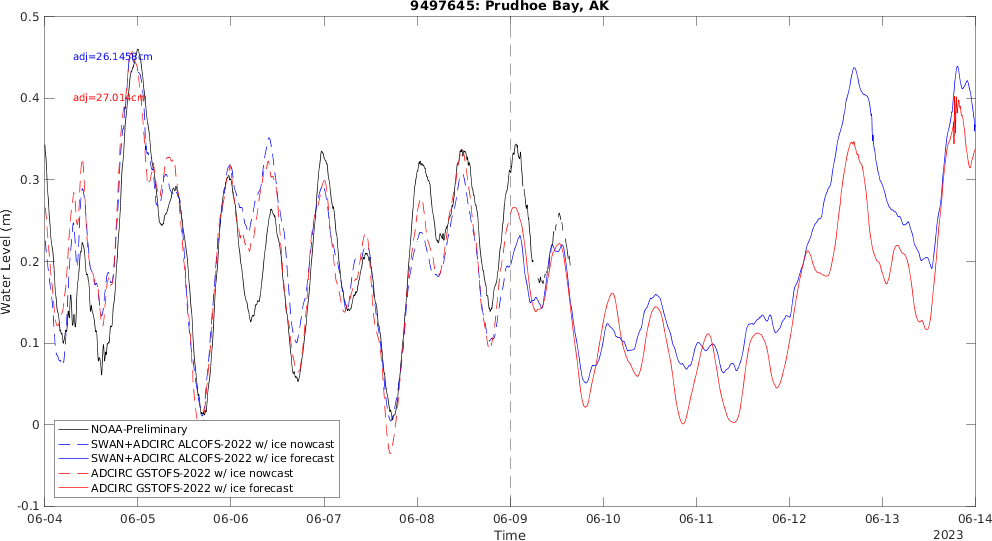 9497645: Prudhoe Bay, AK
0.5
adj=26.1458cm
0.4
adj=27.014cm
0.3
Water Level (m)
0.2
0.1
0
NOAA-Preliminary
SWAN+ADCIRC ALCOFS-2022 w/ ice nowcast
SWAN+ADCIRC ALCOFS-2022 w/ ice forecast
ADCIRC GSTOFS-2022 w/ ice nowcast
ADCIRC GSTOFS-2022 w/ ice forecast
-0.1
06-04 06-05 06-06 06-07 06-08 06-09 06-10 06-11 06-12 06-13 06-14
Time
2023